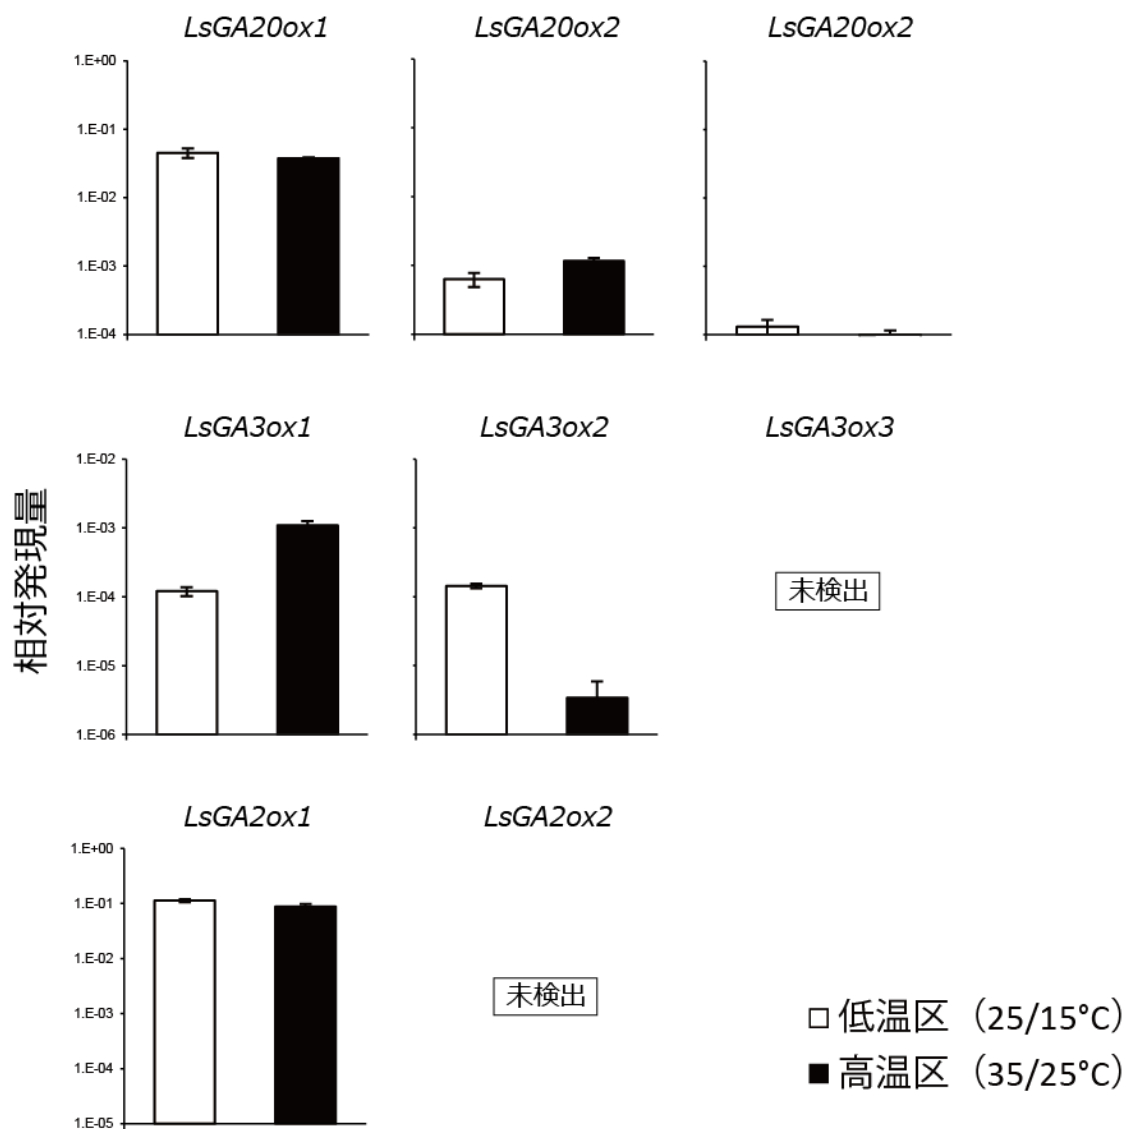 LsGA20ox1
LsGA20ox2
LsGA20ox2
1.E+00
1.E-01
1.E-02
1.E-03
1.E-04
相対発現量
LsGA3ox1
LsGA3ox2
LsGA3ox3
1.E-02
1.E-03
1.E-04
1.E-05
1.E-06
未検出
LsGA2ox1
LsGA2ox2
1.E+00
1.E-01
1.E-02
1.E-03
1.E-04
1.E-05
未検出
低温区（25/15°C）
高温区（35/25°C）